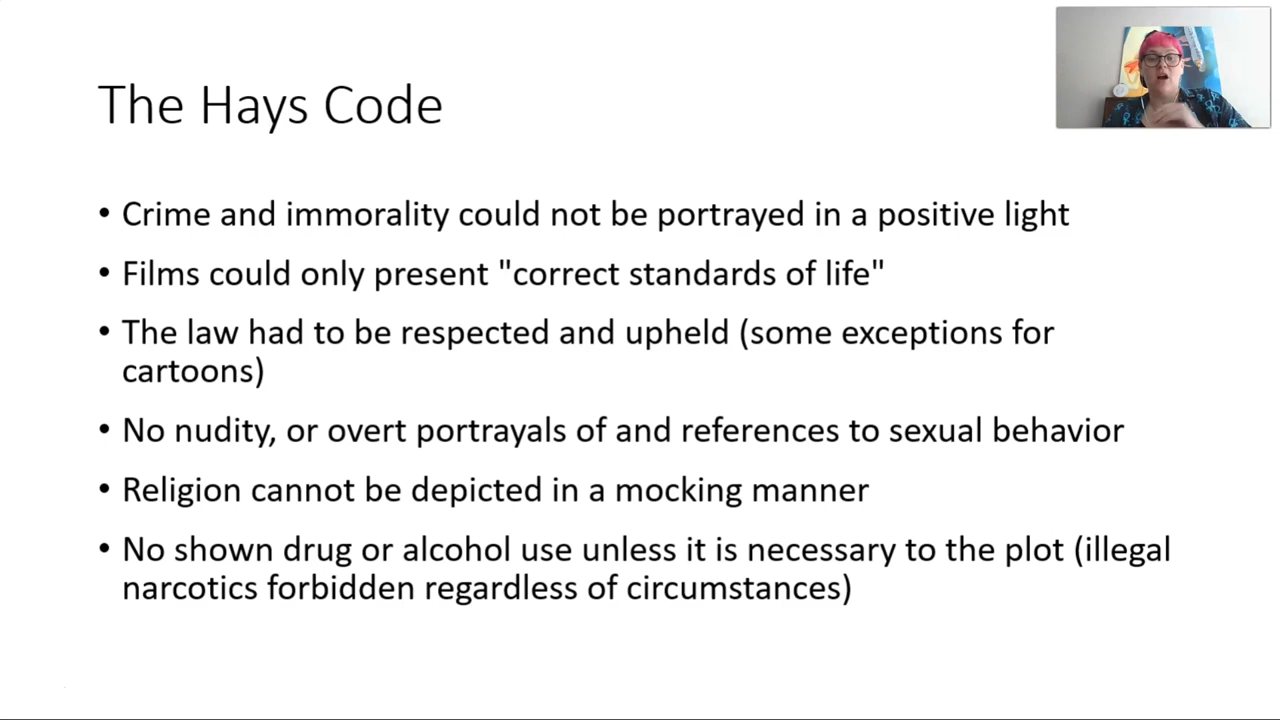 The Hays Code
• Crime and immorality could not be portrayed in a positive light
• Films could only present "correct standards of life"
• The law had to be respected and upheld (some exceptions for
cartoons)
• No nudity, or overt portrayals of and references to sexual behavior
• Religion cannot be depicted in a mocking manner
• No shown drug or alcohol use unless it is necessary to the plot (illegal
narcotics forbidden regardless of circumstances)